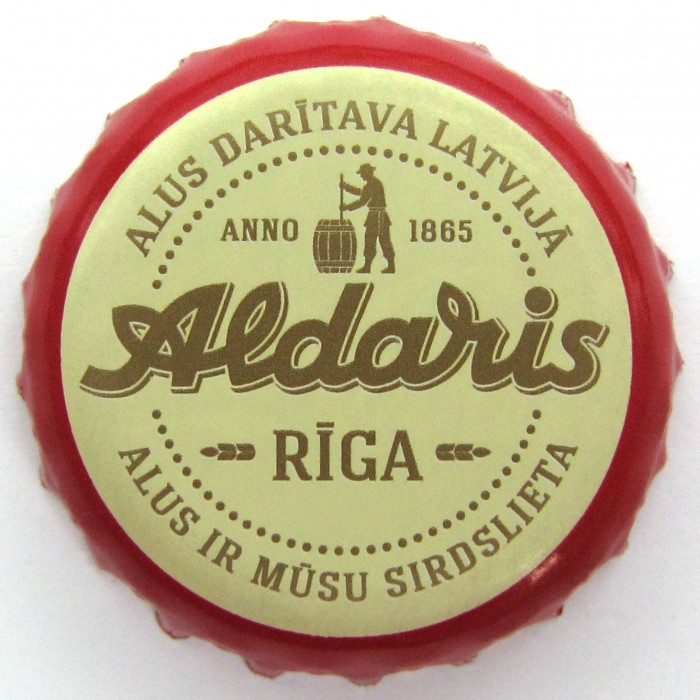 ALUS DARĪTAVA LATVIJĀ
ANNO 1865
Aldaris
RĪGA
ALUS IR MŪSU SIRDSLIETA